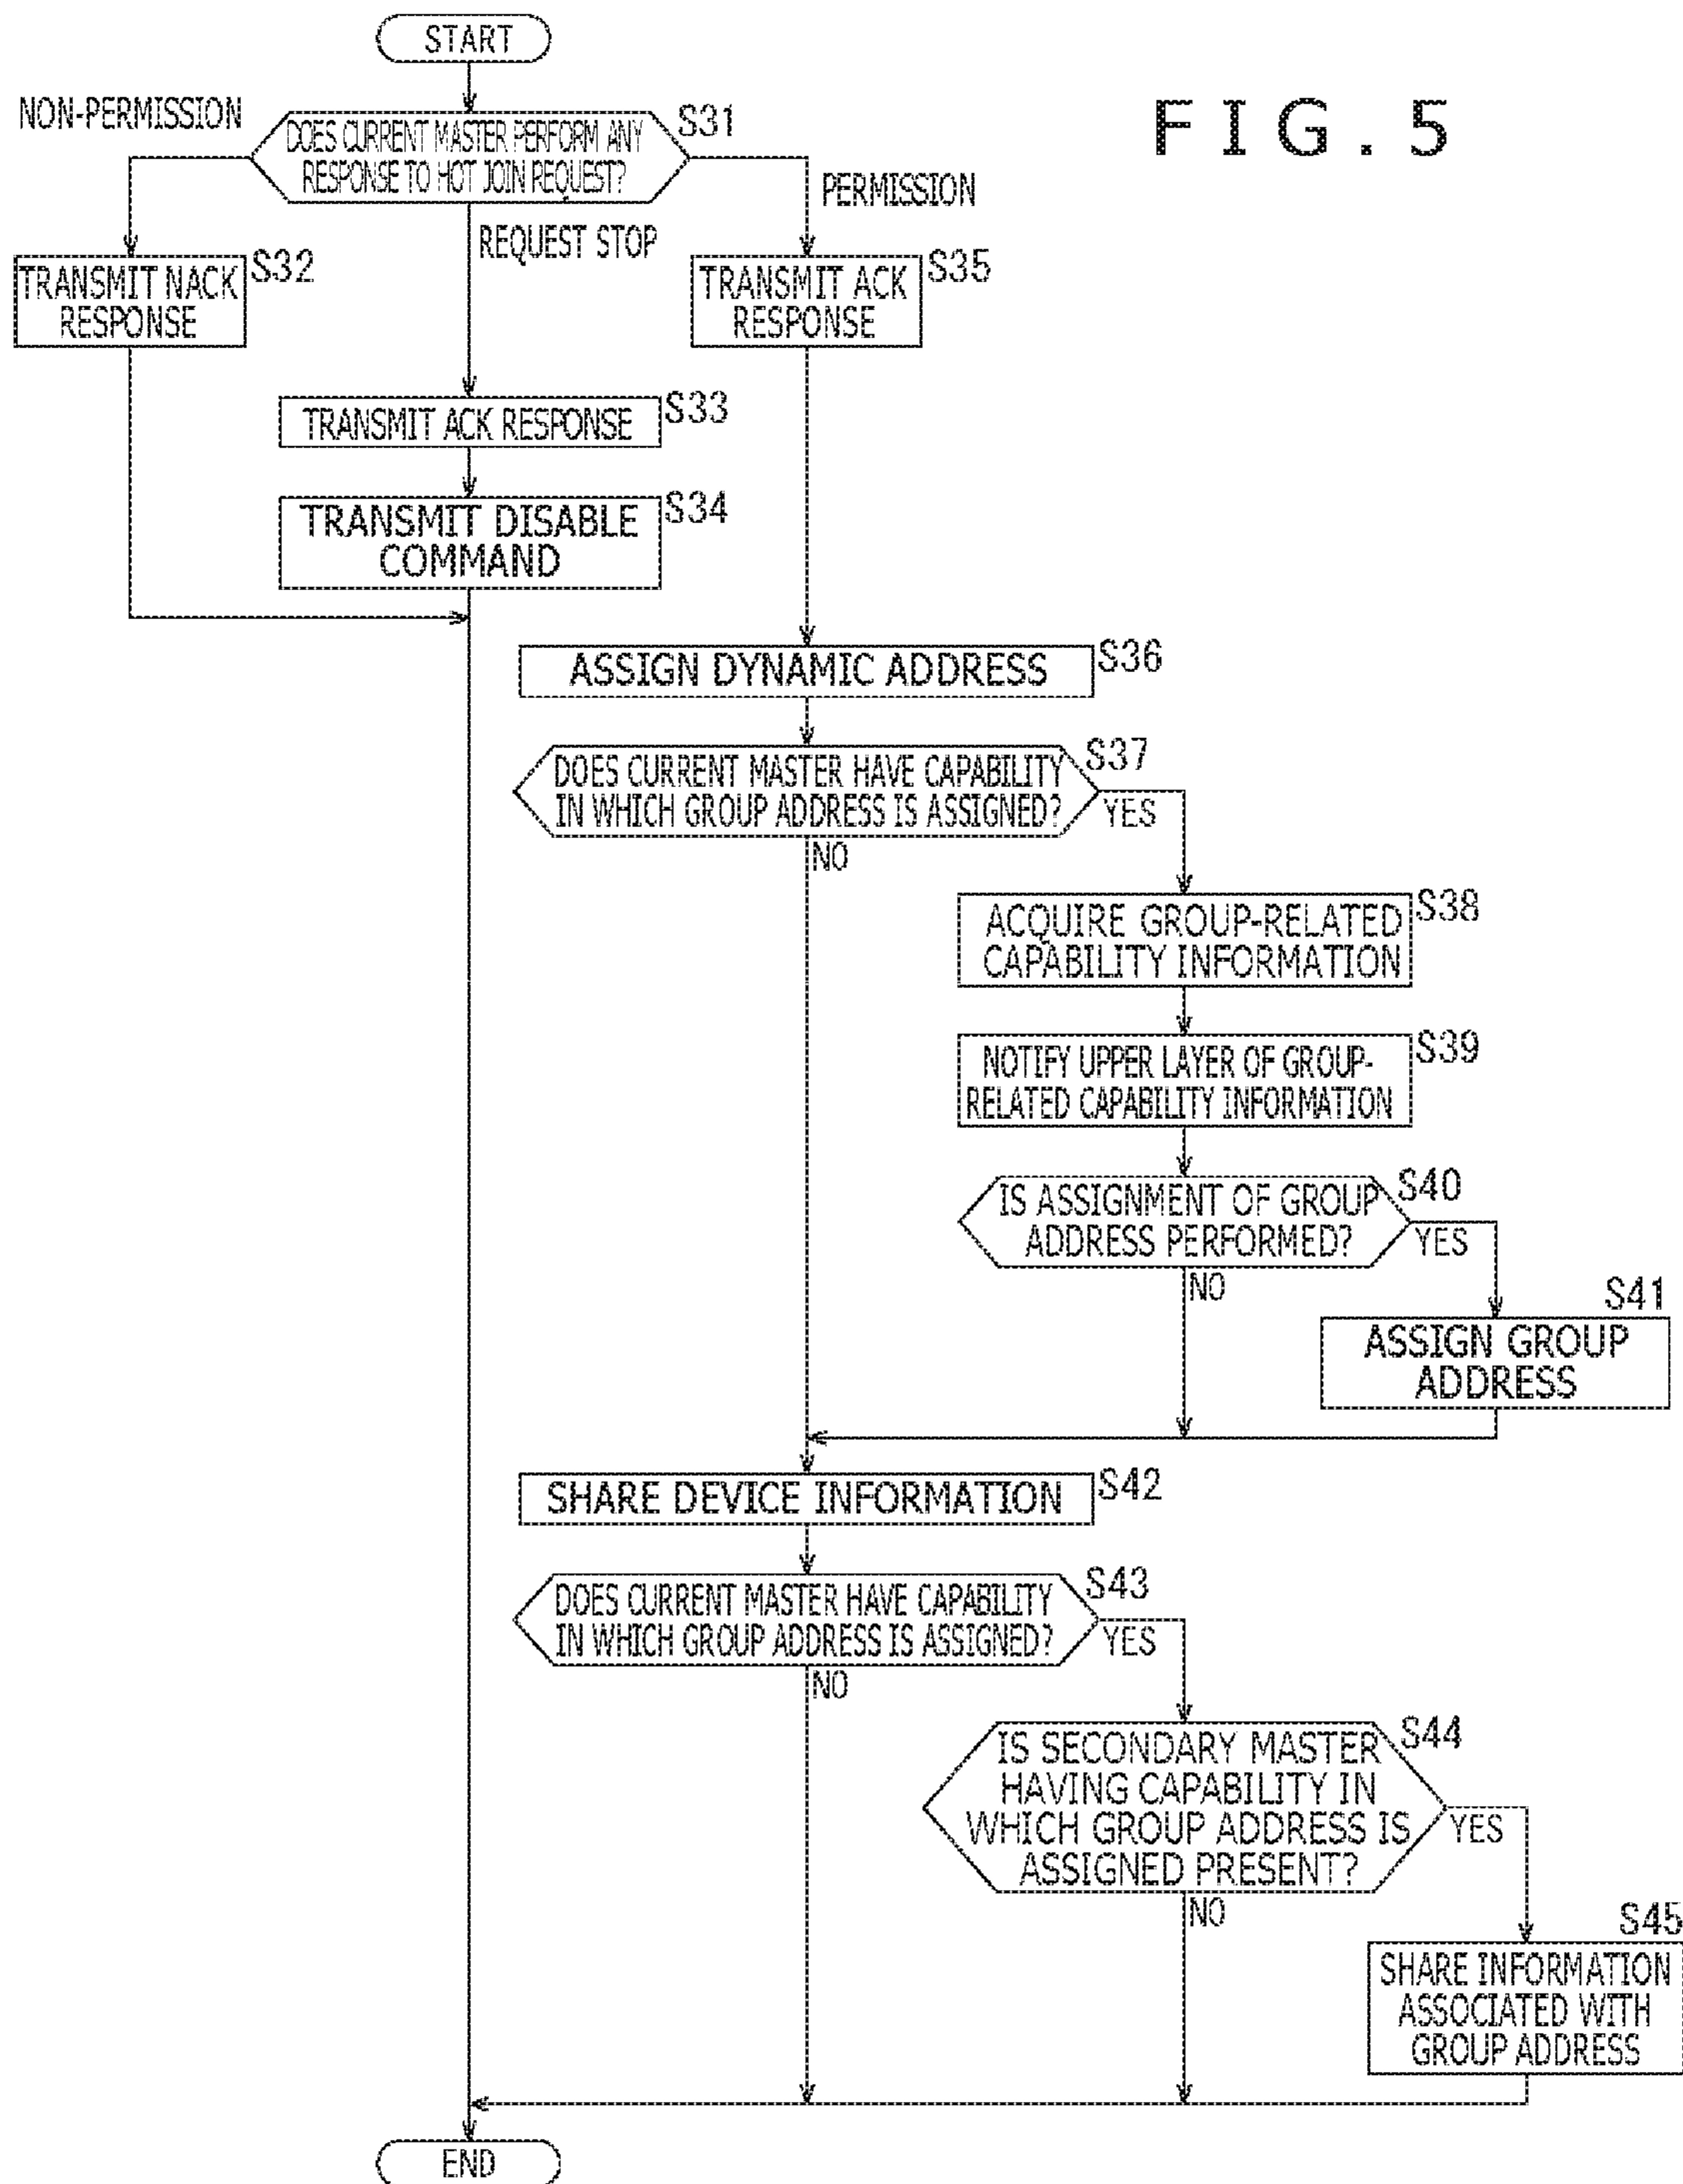 START
FIG. 5
NON-PERMISSION
S31
DOES CURRENT MASTER PERFORM ANY
RESPONSE TO HOT JOIN REQUEST?
PERMISSION
REQUEST STOP
S32
TRANSMIT NACK
RESPONSE
S35
TRANSMIT ACK
RESPONSE
S33
TRANSMIT ACK RESPONSE
S34
TRANSMIT DISABLE
COMMAND
S36
ASSIGN DYNAMIC ADDRESS
S37
DOES CURRENT MASTER HAVE CAPABILITY
IN WHICH GROUP ADDRESS IS ASSIGNED?
YES
NO
S38
ACQUIRE GROUP-RELATED
CAPABILITY INFORMATION
S39
NOTIFY UPPER LAYER OF GROUP-
RELATED CAPABILITY INFORMATION
S40
IS ASSIGNMENT OF GROUP
ADDRESS PERFORMED?
YES
NO
S41
ASSIGN GROUP
ADDRESS
S42
SHARE DEVICE INFORMATION
S43
DOES CURRENT MASTER HAVE CAPABILITY
IN WHICH GROUP ADDRESS IS ASSIGNED?
YES
NO
S44
IS SECONDARY MASTER
HAVING CAPABILITY IN
WHICH GROUP ADDRESS IS
ASSIGNED PRESENT?
YES
NO
S45
SHARE INFORMATION
ASSOCIATED WITH
GROUP ADDRESS
END